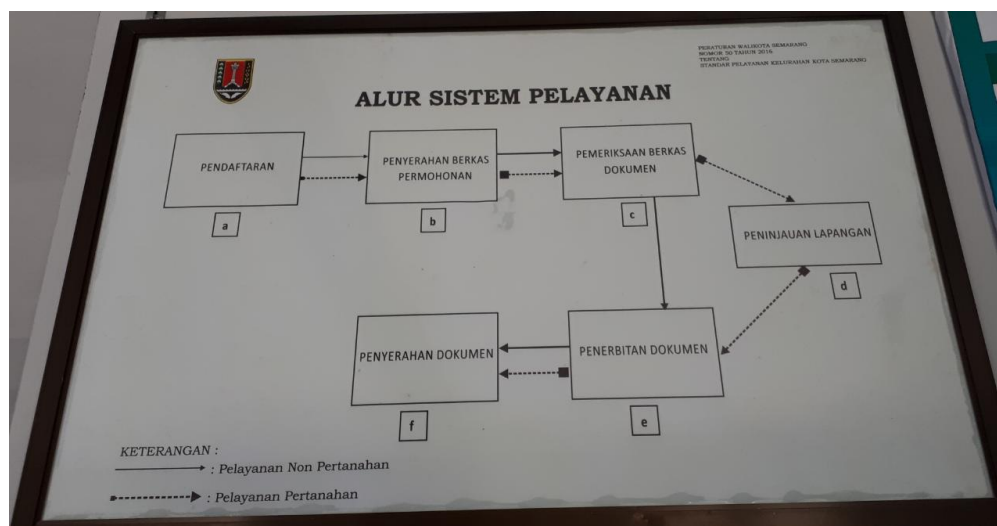 PERATURAN WALIKOTA SEMARANG
NOMOR 50 TAHUN 2016
TENTANG
STANDAR PELAYANAN KELURAHAN KOTA SEMARANG
ALUR SISTEM PELAYANAN
PENDAFTARAN
a
PENYERAHAN BERKAS
PERMOHONAN
b
PEMERIKSAAN BERKAS
DOKUMEN
c
PENINJAUAN LAPANGAN
d
PENYERAHAN DOKUMEN
f
PENERBITAN DOKUMEN
e
KETERANGAN :
: Pelayanan Non Pertanahan
: Pelayanan Pertanahan